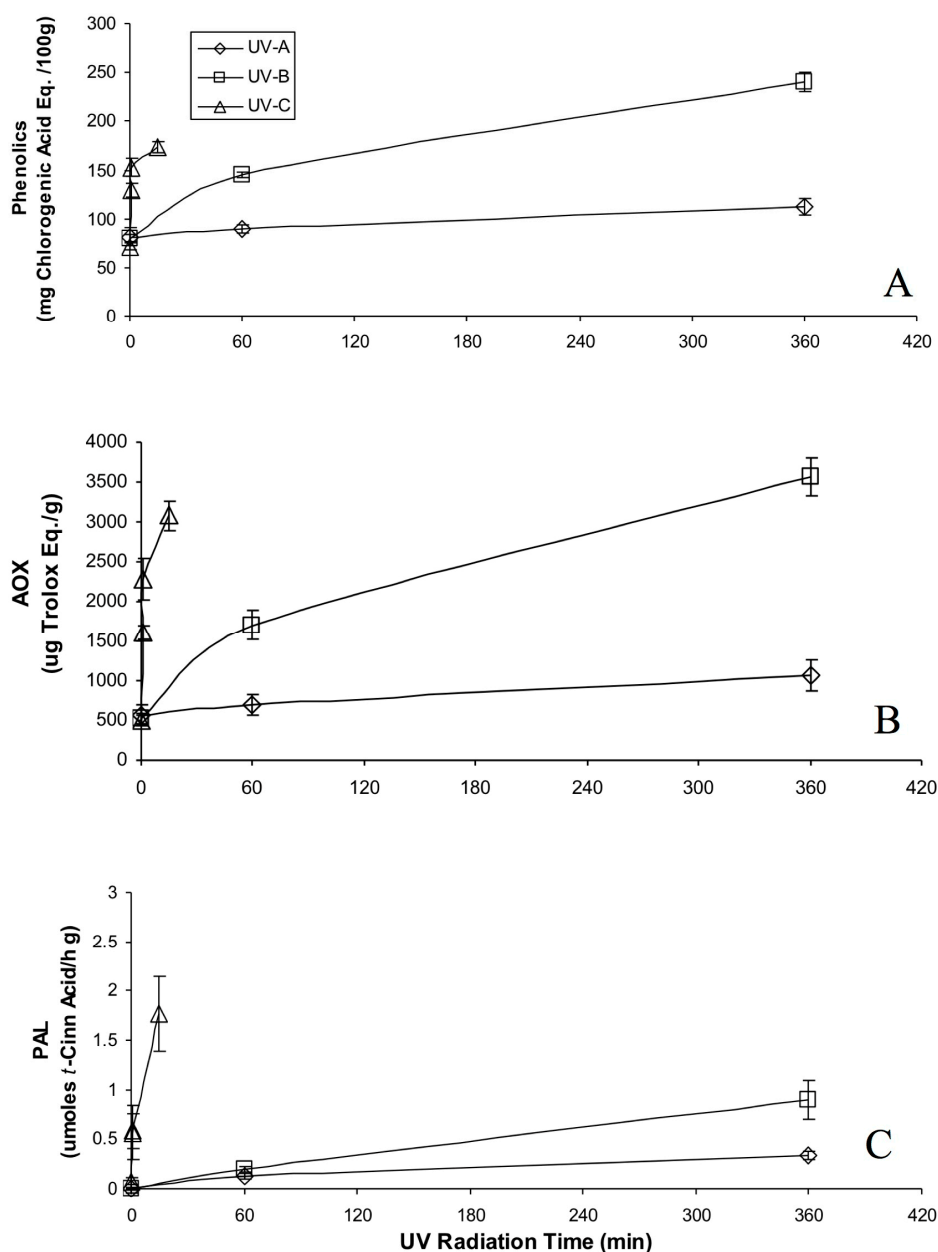 Phenolics
(mg Chlorogenic Acid Eq. /100g)
300
250
200
150
100
50
0
UV-A
UV-B
UV-C
A
0 60 120 180 240 300 360 420
AOX
(ug Trolox Eq./g)
4000
3500
3000
2500
2000
1500
1000
500
0
B
0 60 120 180 240 300 360 420
PAL
(umoles t-Cinn Acid/h g)
3
2.5
2
1.5
1
0.5
0
C
0 60 120 180 240 300 360 420
UV Radiation Time (min)